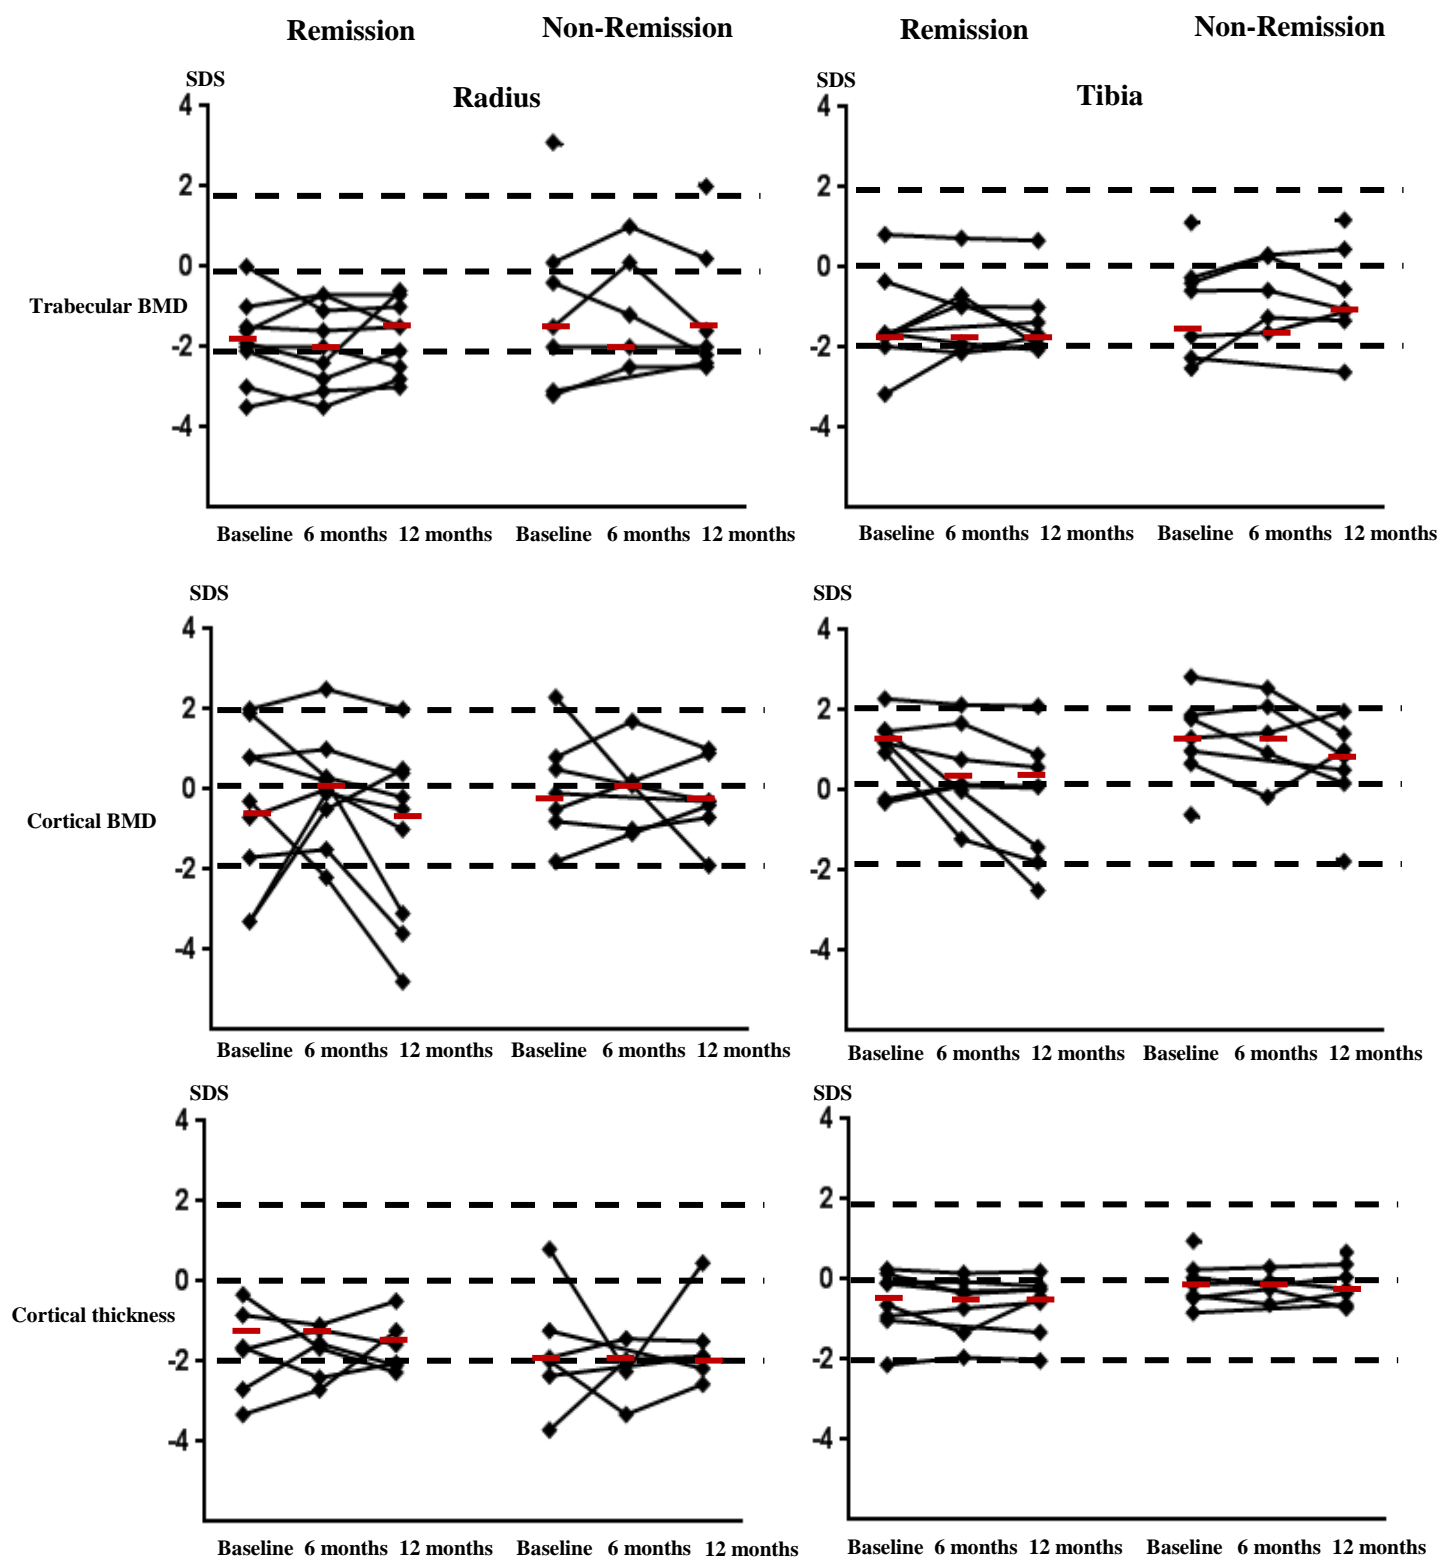 Remission Non-Remission Remission Non-Remission
SDS SDS
Radius Tibia
4 4
2 2
0 0
Trabecular BMD
-2 -2
-4 -4
Baseline 6 months 12 months Baseline 6 months 12 months Baseline 6 months 12 months Baseline 6 months 12 months
SDS SDS
4 4
2 2
0 0
Cortical BMD
-2 -2
-4 -4
Baseline 6 months 12 months Baseline 6 months 12 months Baseline 6 months 12 months Baseline 6 months 12 months
SDS SDS
4 4
2 2
0 0
Cortical thickness
-2 -2
-4 -4
Baseline 6 months 12 months Baseline 6 months 12 months Baseline 6 months 12 months Baseline 6 months 12 months